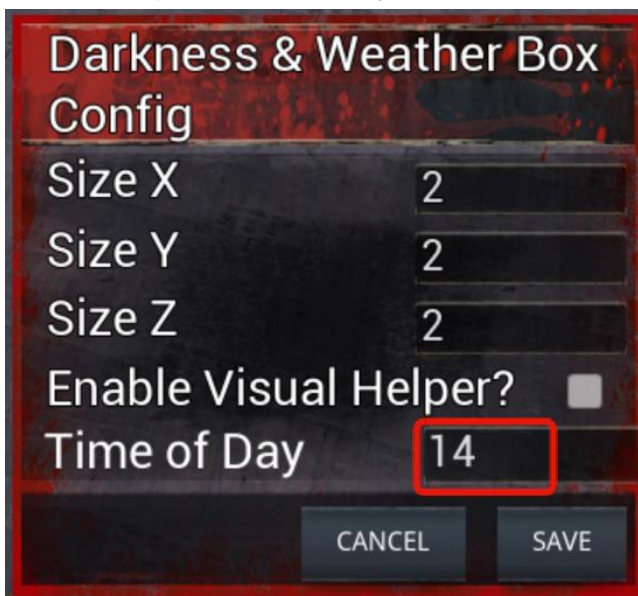 Darkness & Weather Box
Config
Size X 2
Size Y 2
Size Z 2
Enable Visual Helper?
Time of Day 14
CANCEL SAVE